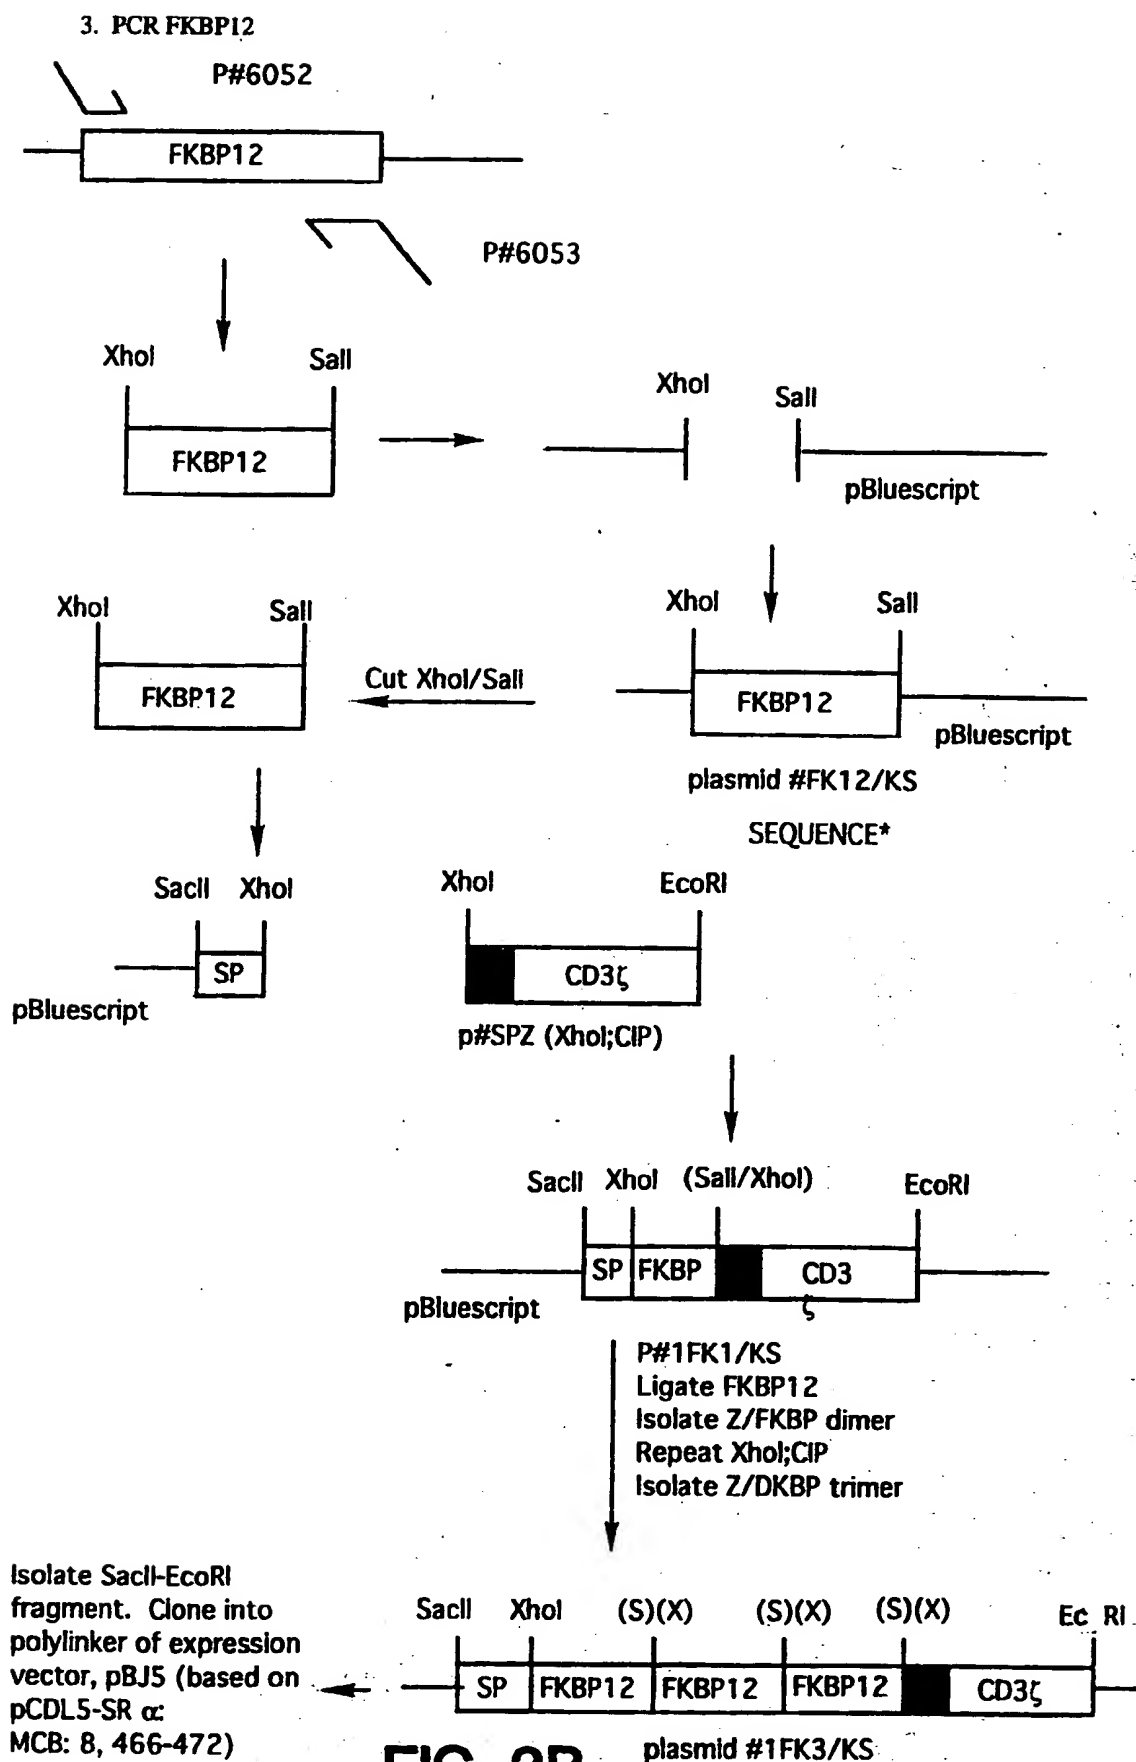 3. PCR FKBP12
P#6052
FKBP12
P#6053
XhoI SalI
FKBP12
XhoI SalI
pBluescript
XhoI SalI
FKBP12
Cut XhoI/SalI
XhoI SalI
FKBP12
pBluescript
plasmid #FK12/KS
SEQUENCE*
SacII XhoI
SP
pBluescript
XhoI EcoRI
CD3ζ
p#SPZ (XhoI;CIP)
SacII XhoI (SalI/XhoI) EcoRI
SP FKBP CD3
ζ
pBluescript
P#1FK1/KS
Ligate FKBP12
Isolate Z/FKBP dimer
Repeat XhoI;CIP
Isolate Z/DKBP trimer
Isolate SacII-EcoRI
fragment. Clone into
polylinker of expression
vector, pBJ5 (based on
pCDL5-SR α:
MCB: 8, 466-472)
SacII XhoI (S)(X) (S)(X) (S)(X) Ec RI
SP FKBP12 FKBP12 FKBP12 CD3ζ
plasmid #1FK3/KS
FIG. 2B